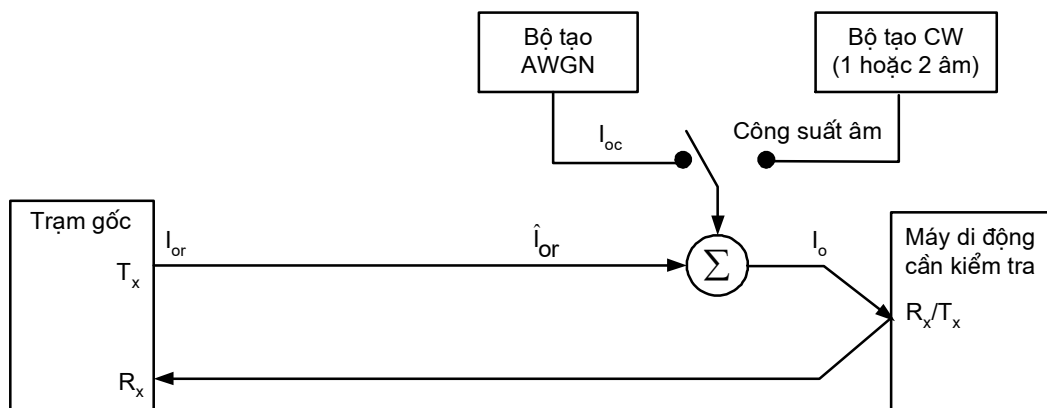 Bộ tạo
AWGN
Bộ tạo CW
(1 hoặc 2 âm)
I_oc
Công suất âm
Trạm gốc
I_or
Î_or
I_o
T_x
Σ
Máy di động
cần kiểm tra
R_x/T_x
R_x